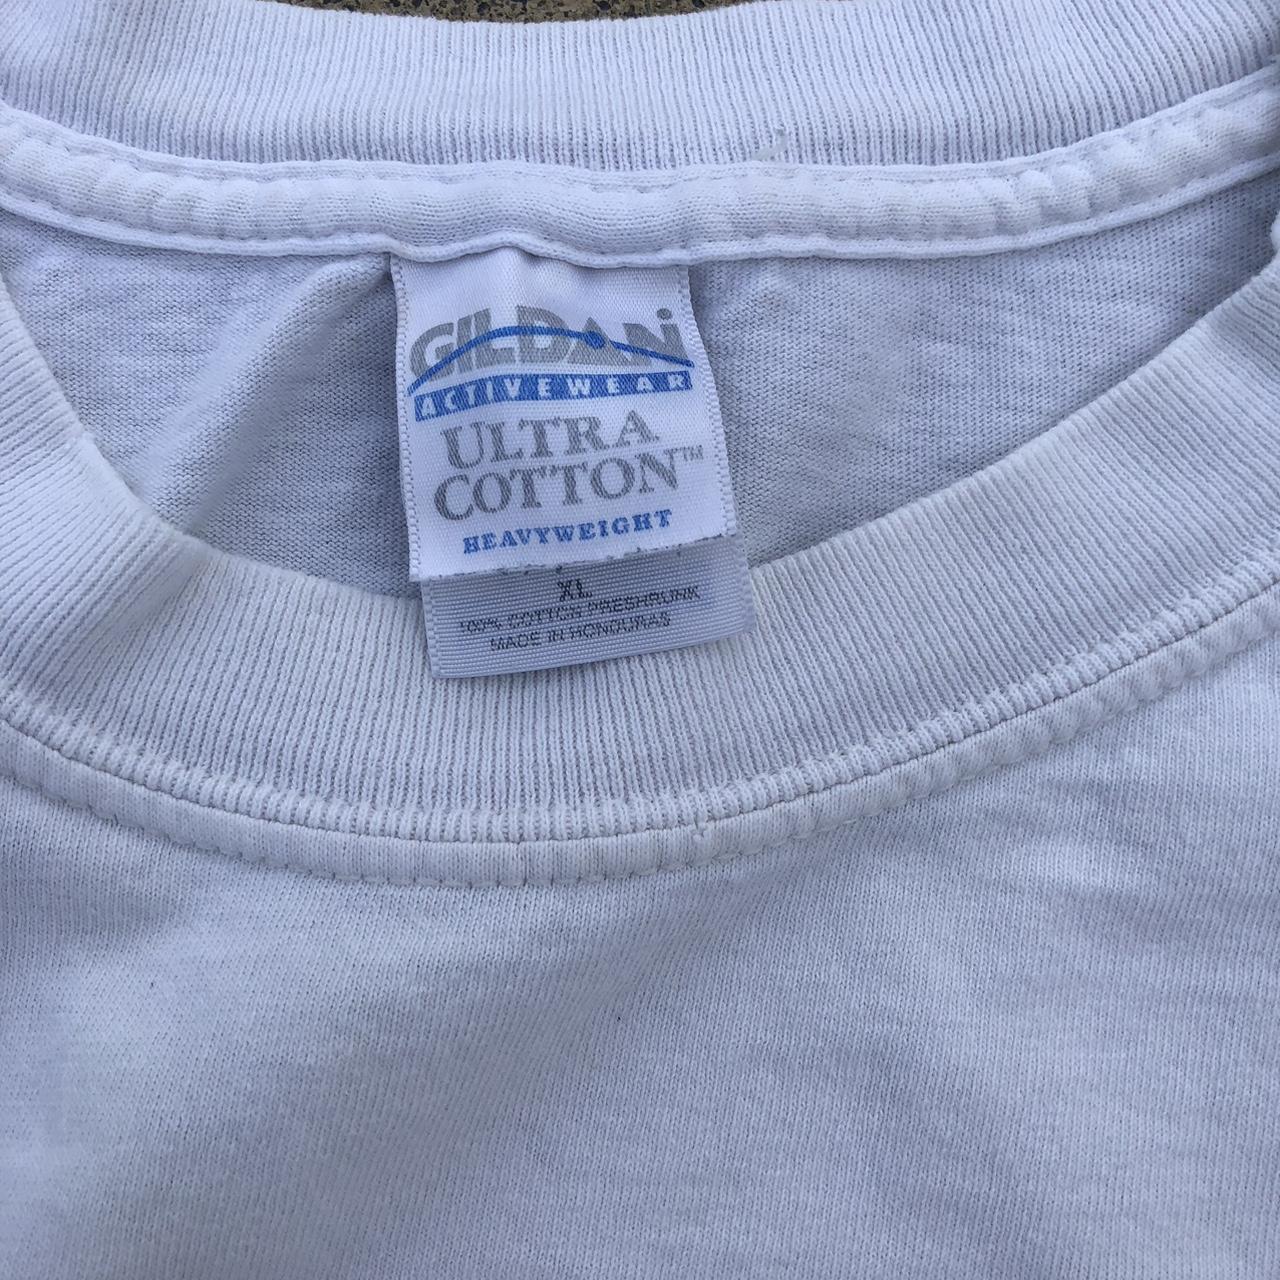 GILDAN
ACTIVEWEAR
ULTRA
COTTON™
HEAVYWEIGHT
XL
100% COTTON PRESHRUNK
MADE IN HONDURAS